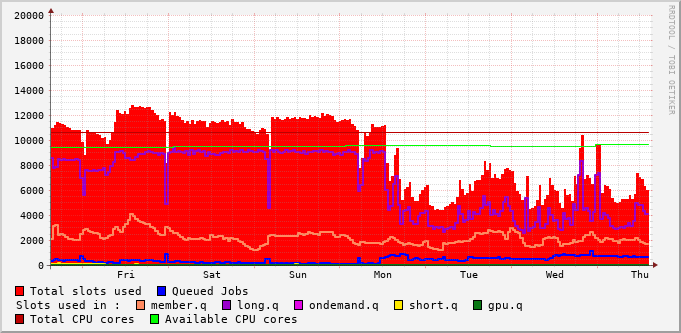 20000
18000
16000
14000
12000
10000
8000
6000
4000
2000
0
Fri Sat Sun Mon Tue Wed Thu
RRDTOOL / TOBI OETIKER
Total slots used Queued Jobs
Slots used in : member.q long.q ondemand.q short.q gpu.q
Total CPU cores Available CPU cores